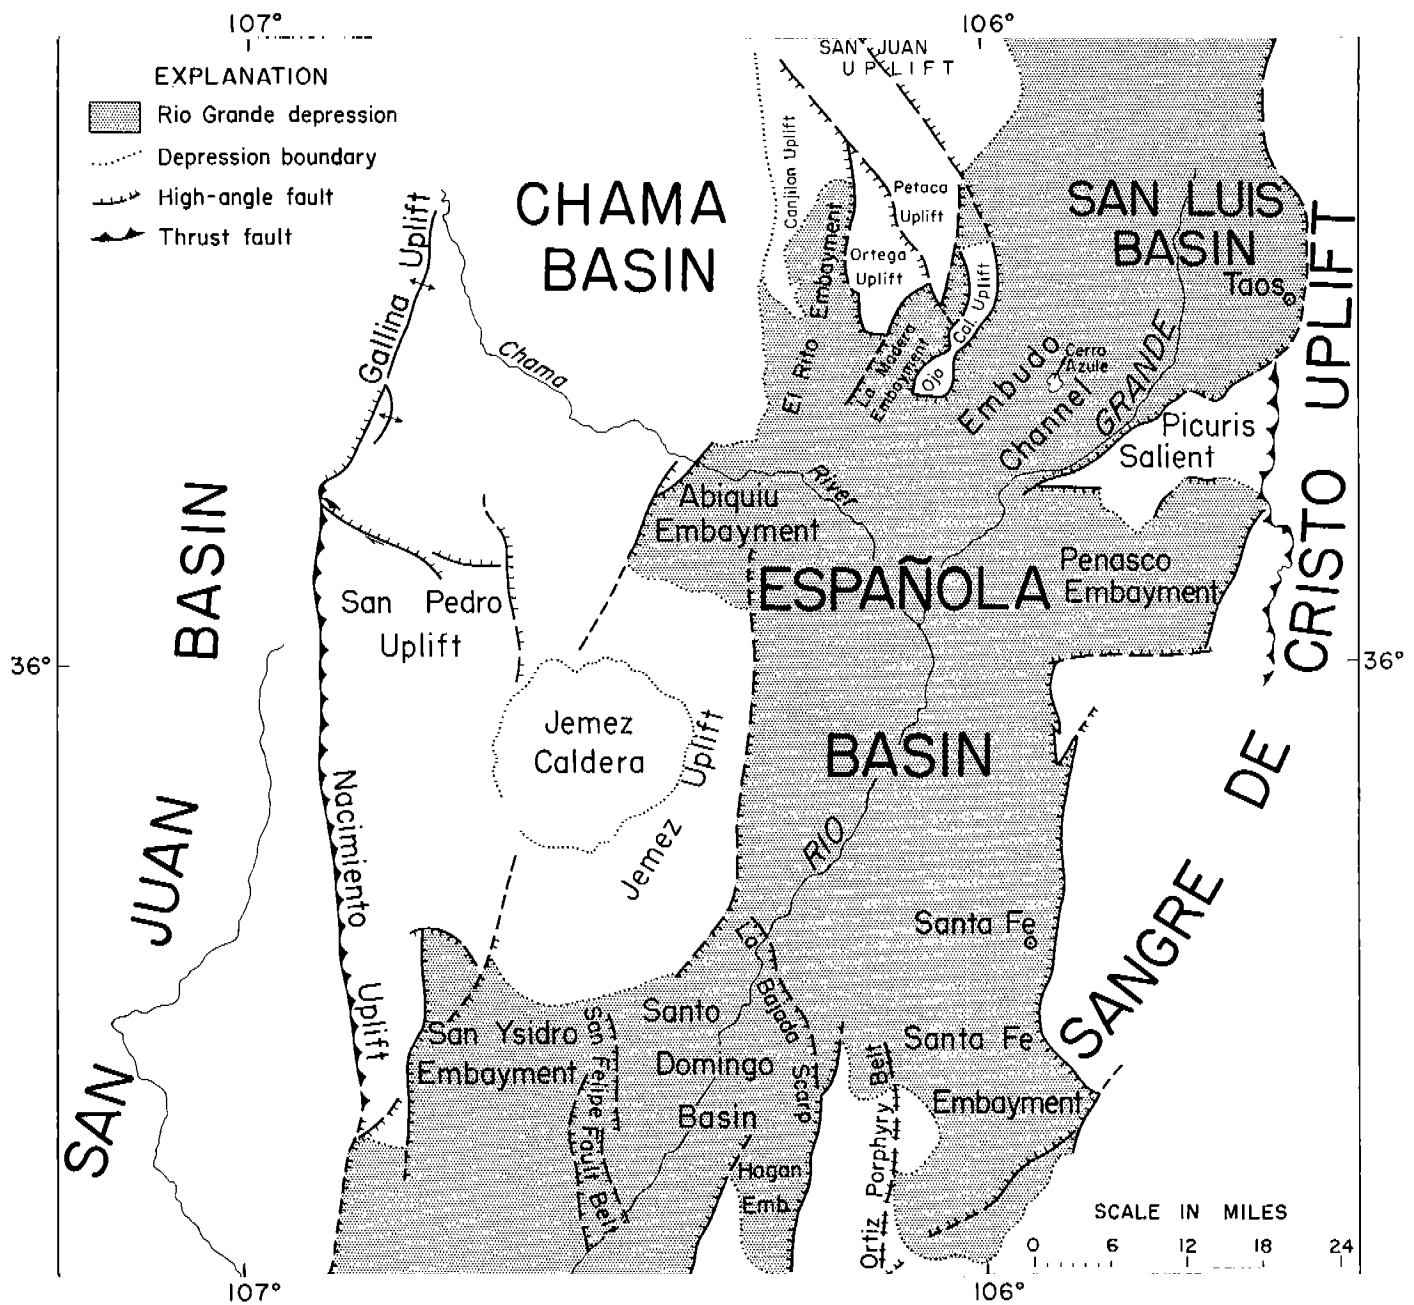 107°
106°
EXPLANATION
Rio Grande depression
Depression boundary
High-angle fault
Thrust fault
SAN JUAN
UPLIFT
Canjilon Uplift
CHAMA
BASIN
Petaca
Uplift
Ortega
Uplift
SAN LUIS
BASIN
Taos
Gallina Uplift
Chama
River
El Rito Embayment
La Madera
Embayment
Ojo Cal. Uplift
Embudo
Channel
Cerro
Azule
RIO GRANDE
Picuris
Salient
Abiquiu
Embayment
ESPAÑOLA
BASIN
Penasco
Embayment
San Pedro
Uplift
36°
36°
Jemez
Caldera
Jemez Uplift
Nacimiento Uplift
SAN JUAN BASIN
SANGRE DE CRISTO UPLIFT
Santa Fe
La Bajada Scarp
Santo
Domingo
Basin
San Ysidro
Embayment
San Felipe Fault Belt
Santa Fe
Embayment
Hagan
Emb.
Ortiz Porphyry Belt
SCALE IN MILES
0 6 12 18 24
107°
106°